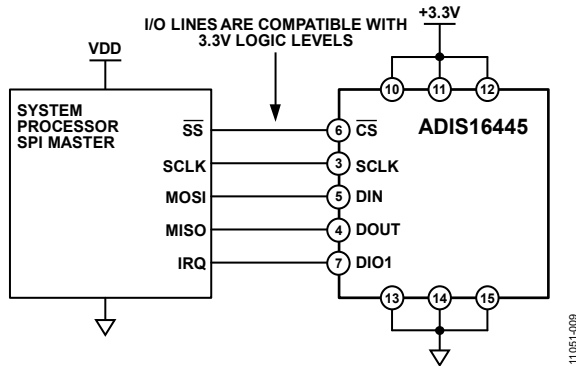 I/O LINES ARE COMPATIBLE WITH
3.3V LOGIC LEVELS
+3.3V
VDD
10
11
12
SYSTEM
PROCESSOR
SPI MASTER
ADIS16445
SS
6
CS
SCLK
3
SCLK
MOSI
5
DIN
MISO
4
DOUT
IRQ
7
DIO1
13
14
15
11051-009